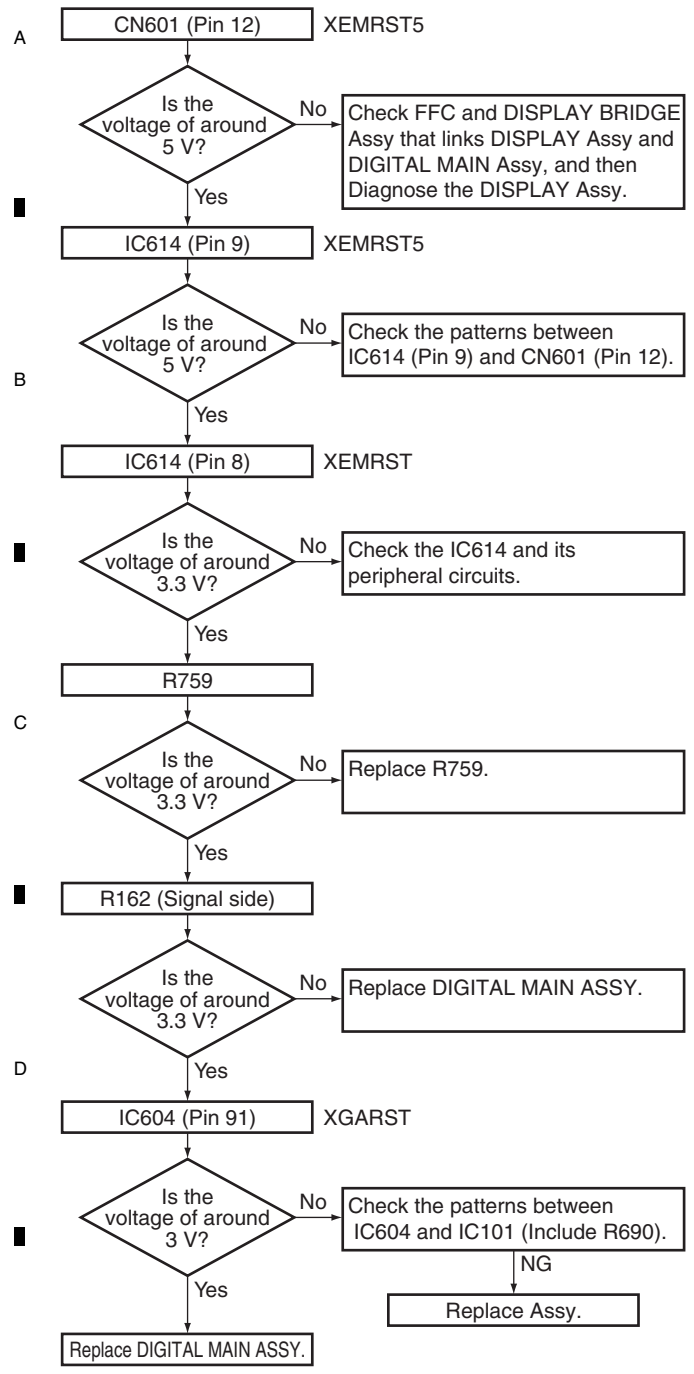 A
CN601 (Pin 12) XEMRST5
Is the
voltage of around
5 V?
No
Check FFC and DISPLAY BRIDGE
Assy that links DISPLAY Assy and
DIGITAL MAIN Assy, and then
Diagnose the DISPLAY Assy.
Yes
IC614 (Pin 9) XEMRST5
Is the
voltage of around
5 V?
No
Check the patterns between
IC614 (Pin 9) and CN601 (Pin 12).
B
Yes
IC614 (Pin 8) XEMRST
Is the
voltage of around
3.3 V?
No
Check the IC614 and its
peripheral circuits.
Yes
R759
C
Is the
voltage of around
3.3 V?
No
Replace R759.
Yes
R162 (Signal side)
Is the
voltage of around
3.3 V?
No
Replace DIGITAL MAIN ASSY.
D
Yes
IC604 (Pin 91) XGARST
Is the
voltage of around
3 V?
No
Check the patterns between
IC604 and IC101 (Include R690).
NG
Replace Assy.
Yes
Replace DIGITAL MAIN ASSY.